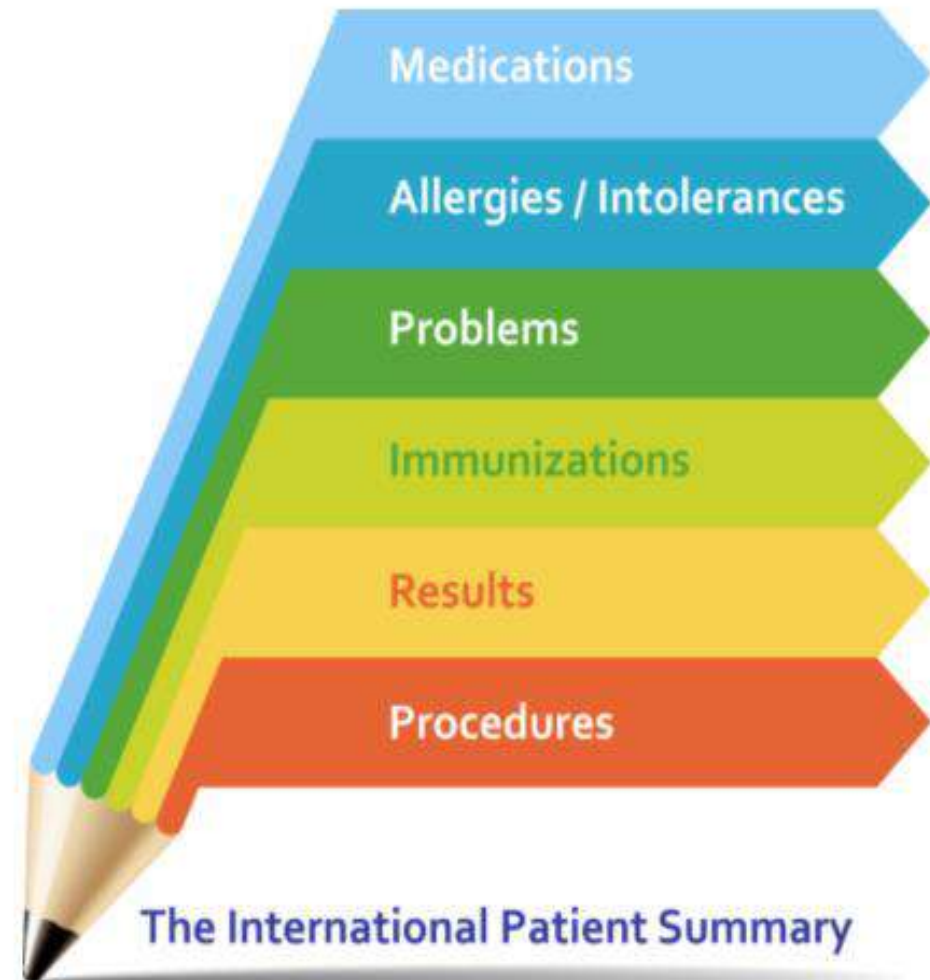 Medications
Allergies / Intolerances
Problems
Immunizations
Results
Procedures
The International Patient Summary